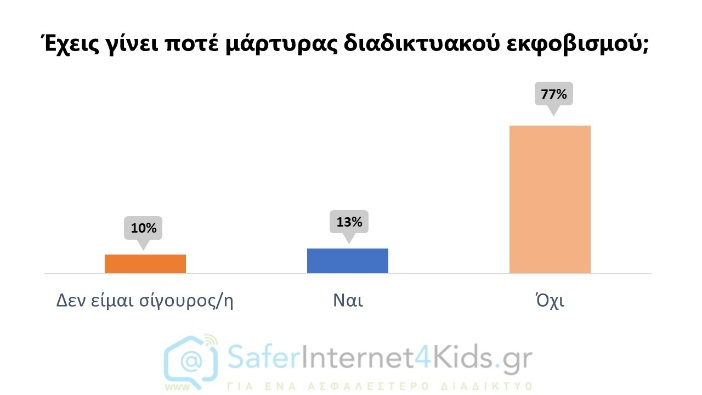 Έχεις γίνει ποτέ μάρτυρας διαδικτυακού εκφοβισμού;
77%
13%
10%
Δεν είμαι σίγουρος/η Ναι Όχι
@ SaferInternet4Kids.gr
www ΓΙΑ ΕΝΑ ΑΣΦΑΛΕΣΤΕΡΟ ΔΙΑΔΙΚΤΥΟ